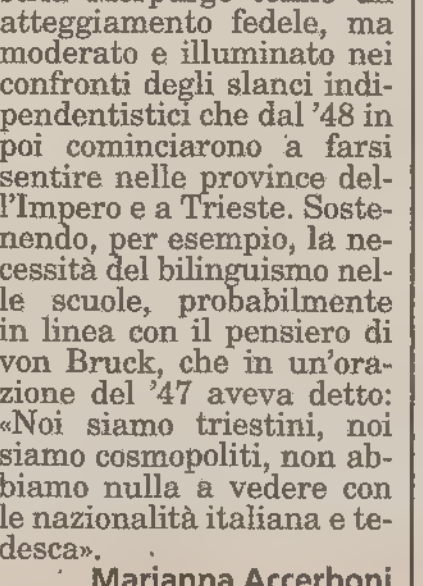 atteggiamento fedele, ma
moderato e illuminato nei
confronti degli slanci indi-
pendentistici che dal '48 in
poi cominciarono a farsi
sentire nelle province del-
l'Impero e a Trieste. Soste-
nendo, per esempio, la ne-
cessità del bilinguismo nel-
le scuole, probabilmente
in linea con il pensiero di
von Bruck, che in un'ora-
zione del '47 aveva detto:
«Noi siamo triestini, noi
siamo cosmopoliti, non ab-
biamo nulla a vedere con
le nazionalità italiana e te-
desca».
Marianna Accerboni